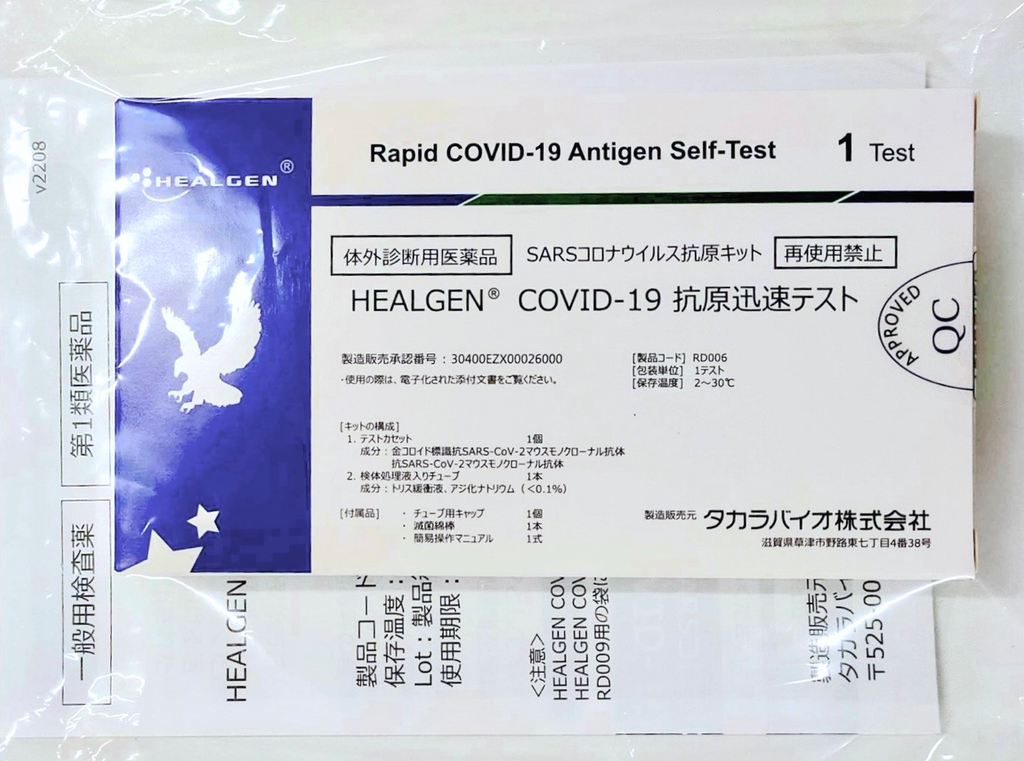 HEALGEN®
Rapid COVID-19 Antigen Self-Test 1 Test
体外診断用医薬品 SARSコロナウイルス抗原キット 再使用禁止
HEALGEN® COVID-19 抗原迅速テスト
APPROVED QC
製造販売承認番号:30400EZX00026000
・使用の際は、電子化された添付文書をご覧ください。
[製品コード] RD006
[包装単位] 1テスト
[保存温度] 2~30℃
[キットの構成]
1. テストカセット 1個
成分:金コロイド標識抗SARS-CoV-2マウスモノクローナル抗体
抗SARS-CoV-2マウスモノクローナル抗体
2. 検体処理液入りチューブ 1本
成分:トリス緩衝液、アジ化ナトリウム(<0.1%)
[付属品] ・ チューブ用キャップ 1個
・ 滅菌綿棒 1本
・ 簡易操作マニュアル 1式
製造販売元 タカラバイオ株式会社
滋賀県草津市野路東七丁目4番38号
v2208
第1類医薬品
一般用検査薬
HEALGEN
製品コード
保存温度:
Lot:製品
使用期限:
<注意>
HEALGEN COV
HEALGEN COV
RD009用の袋に
製造販売元
タカラバイ
〒525-00